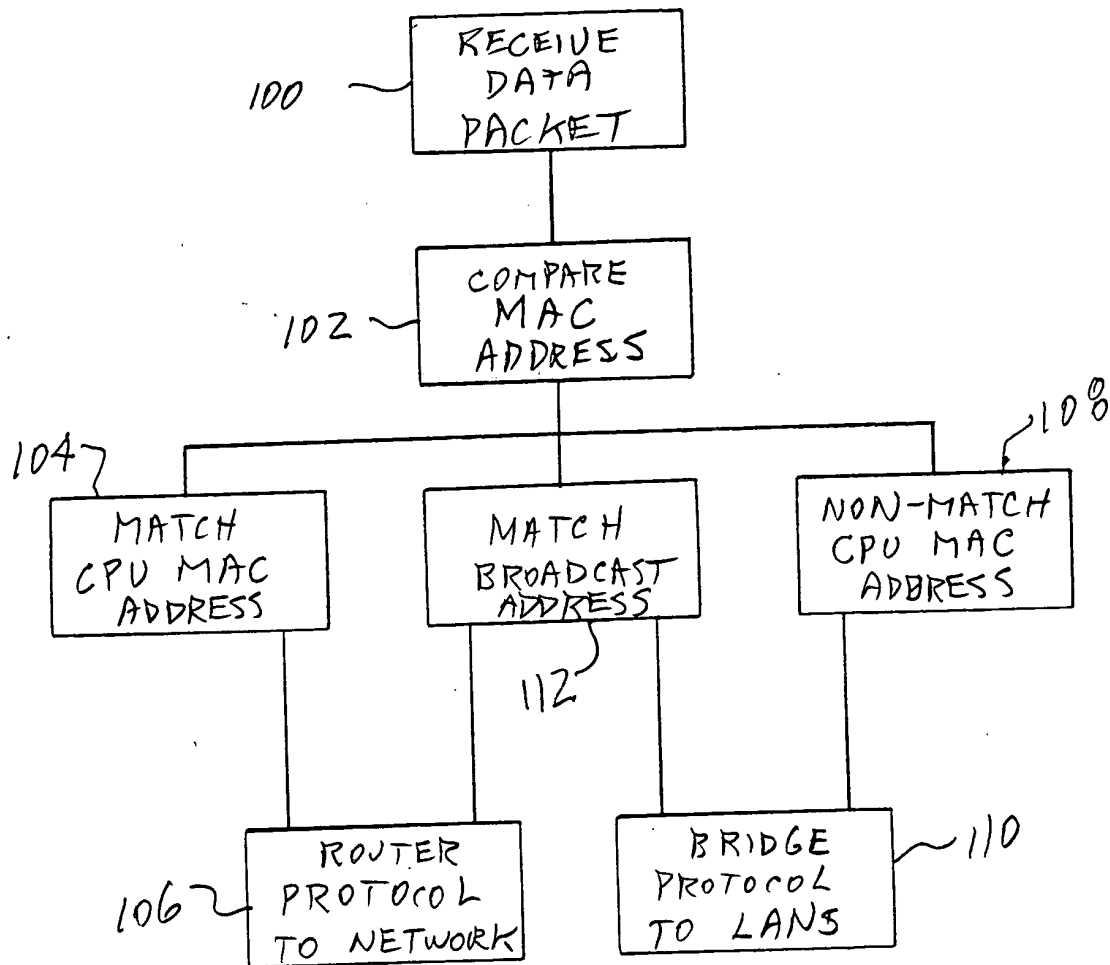 RECEIVE
DATA
PACKET
100
COMPARE
MAC
ADDRESS
102
104
MATCH
CPU MAC
ADDRESS
MATCH
BROADCAST
ADDRESS
112
108
NON-MATCH
CPU MAC
ADDRESS
ROUTER
PROTOCOL
TO NETWORK
106
BRIDGE
PROTOCOL
TO LANS
110